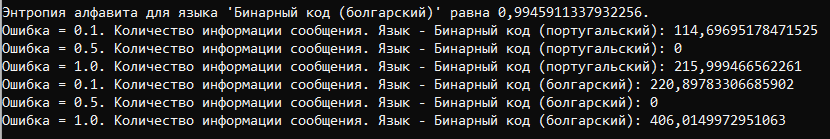 Энтропия алфавита для языка 'Бинарный код (болгарский)' равна 0,9945911337932256.
Ошибка = 0.1. Количество информации сообщения. Язык - Бинарный код (португальский): 114,69695178471525
Ошибка = 0.5. Количество информации сообщения. Язык - Бинарный код (португальский): 0
Ошибка = 1.0. Количество информации сообщения. Язык - Бинарный код (португальский): 215,999466562261
Ошибка = 0.1. Количество информации сообщения. Язык - Бинарный код (болгарский): 220,89783306685902
Ошибка = 0.5. Количество информации сообщения. Язык - Бинарный код (болгарский): 0
Ошибка = 1.0. Количество информации сообщения. Язык - Бинарный код (болгарский): 406,0149972951063